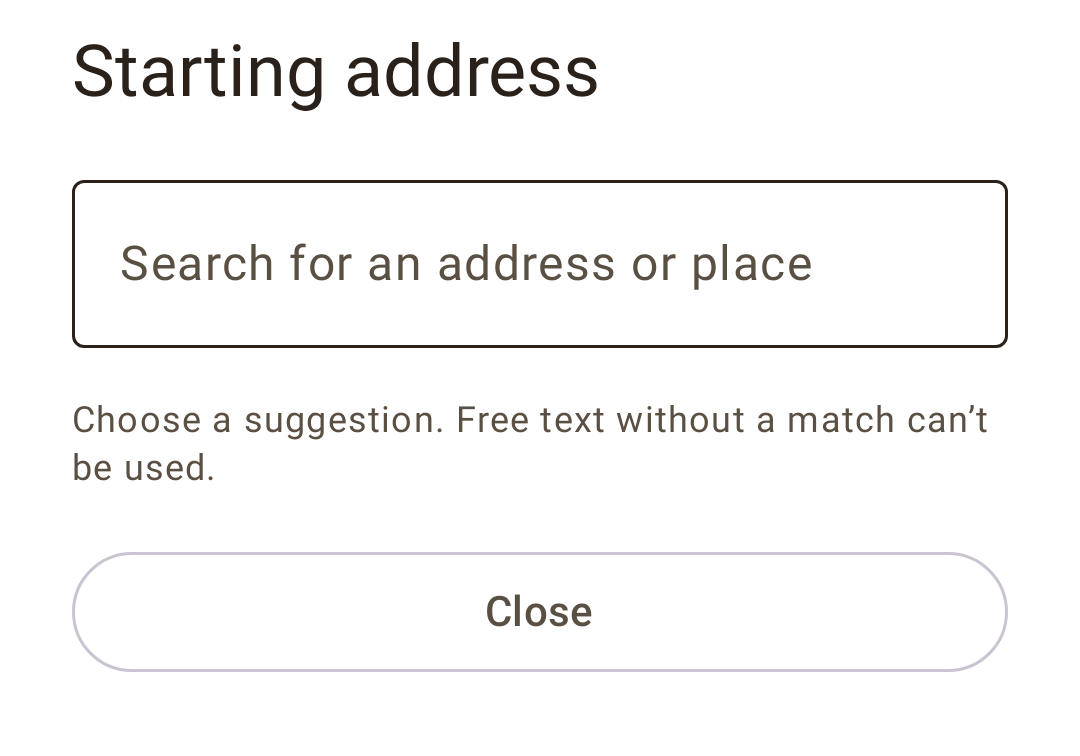 Starting address
Search for an address or place
Choose a suggestion. Free text without a match can’t
be used.
Close